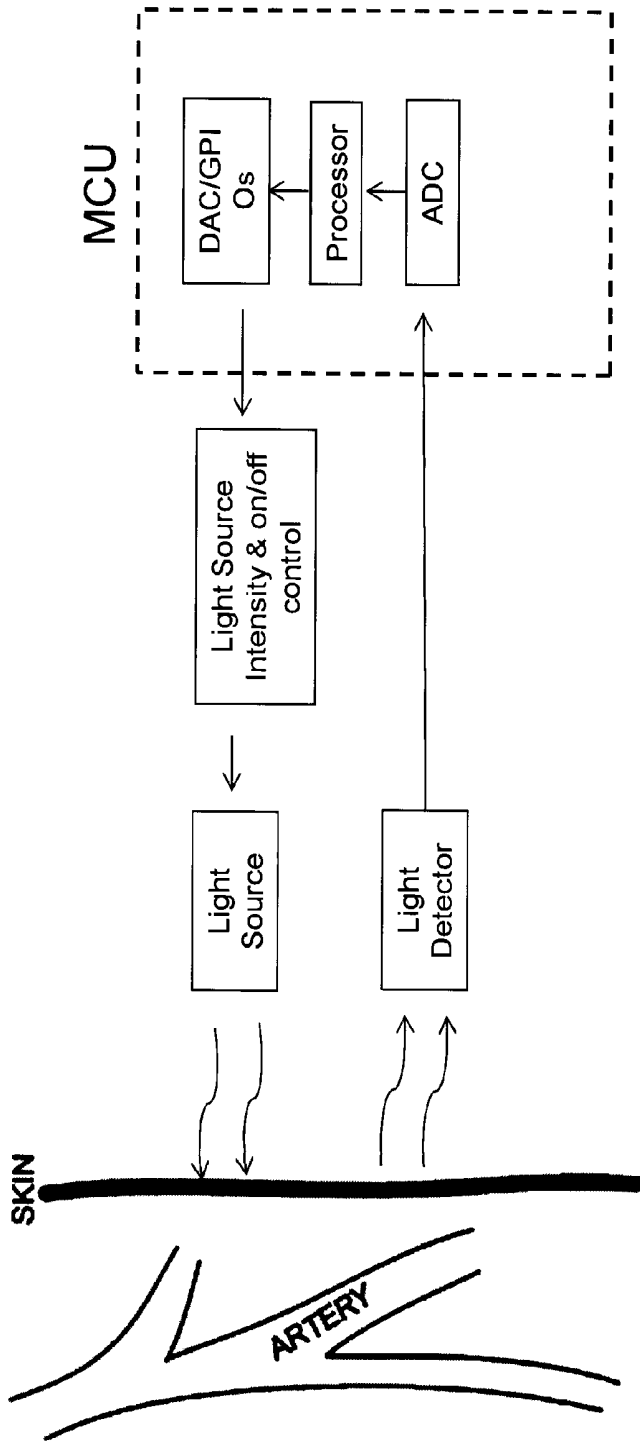 MCU
DAC/GPI
Os
Processor
ADC
Light Source
Intensity & on/off
control
Light
Source
Light
Detector
SKIN
ARTERY